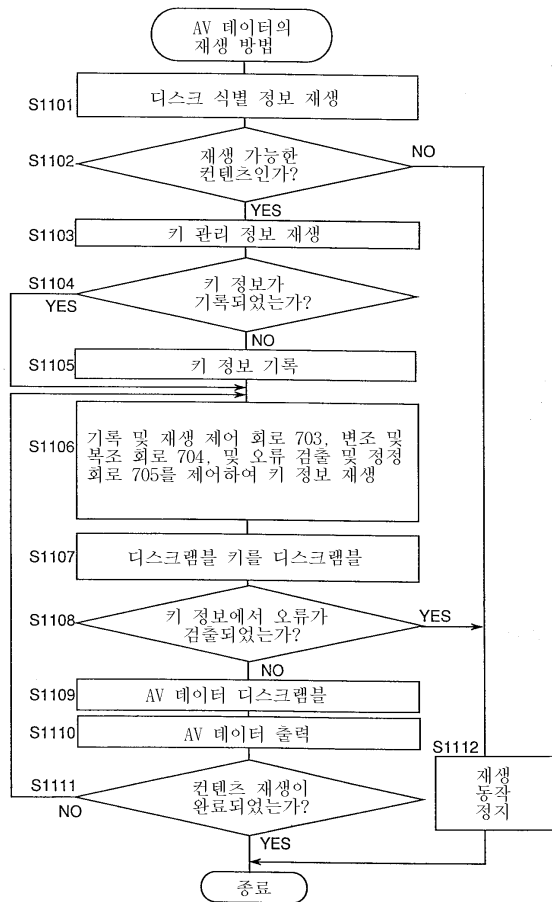 AV 데이터의
재생 방법
S1101
디스크 식별 정보 재생
S1102
재생 가능한
컨텐츠인가?
NO
YES
S1103
키 관리 정보 재생
S1104
키 정보가
기록되었는가?
YES
NO
S1105
키 정보 기록
S1106
기록 및 재생 제어 회로 703, 변조 및
복조 회로 704, 및 오류 검출 및 정정
회로 705를 제어하여 키 정보 재생
S1107
디스크램블 키를 디스크램블
S1108
키 정보에서 오류가
검출되었는가?
YES
NO
S1109
AV 데이터 디스크램블
S1110
AV 데이터 출력
S1111
컨텐츠 재생이
완료되었는가?
NO
YES
S1112
재생
동작
정지
종료